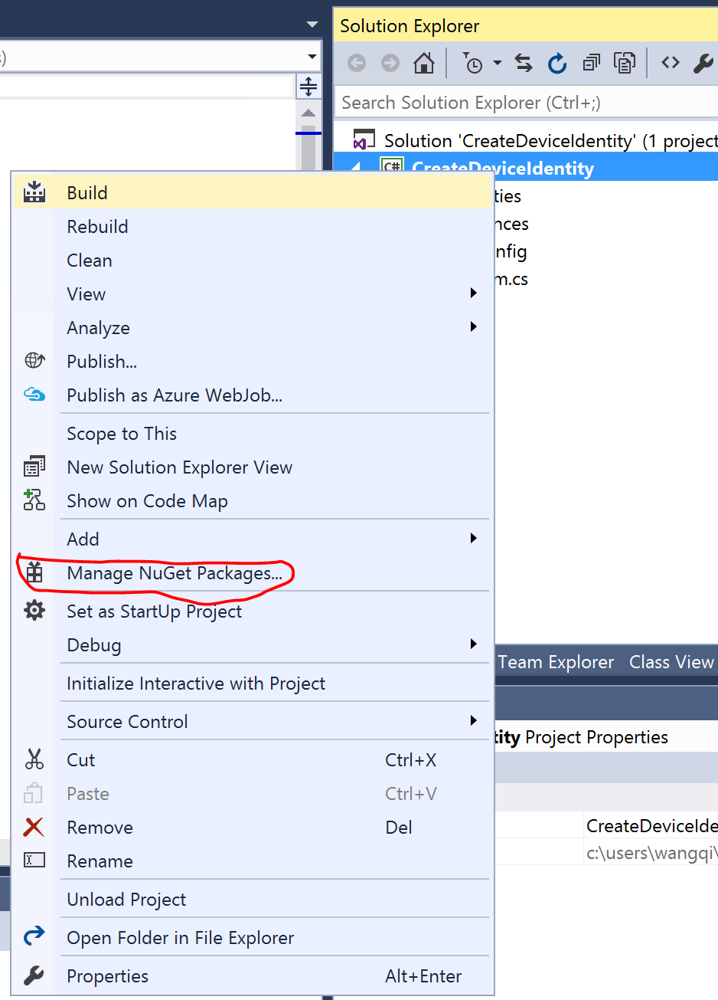 Solution Explorer
Search Solution Explorer (Ctrl+;)
Solution 'CreateDeviceIdentity' (1 project
C# CreateDeviceIdentity
ties
nces
nfig
m.cs
Build
Rebuild
Clean
View
Analyze
Publish...
Publish as Azure WebJob...
Scope to This
New Solution Explorer View
Show on Code Map
Add
Manage NuGet Packages...
Set as StartUp Project
Debug
Initialize Interactive with Project
Source Control
Cut Ctrl+X
Paste Ctrl+V
Remove Del
Rename
Unload Project
Open Folder in File Explorer
Properties Alt+Enter
Team Explorer Class View
tity Project Properties
CreateDeviceIde
c:\users\wangqi\